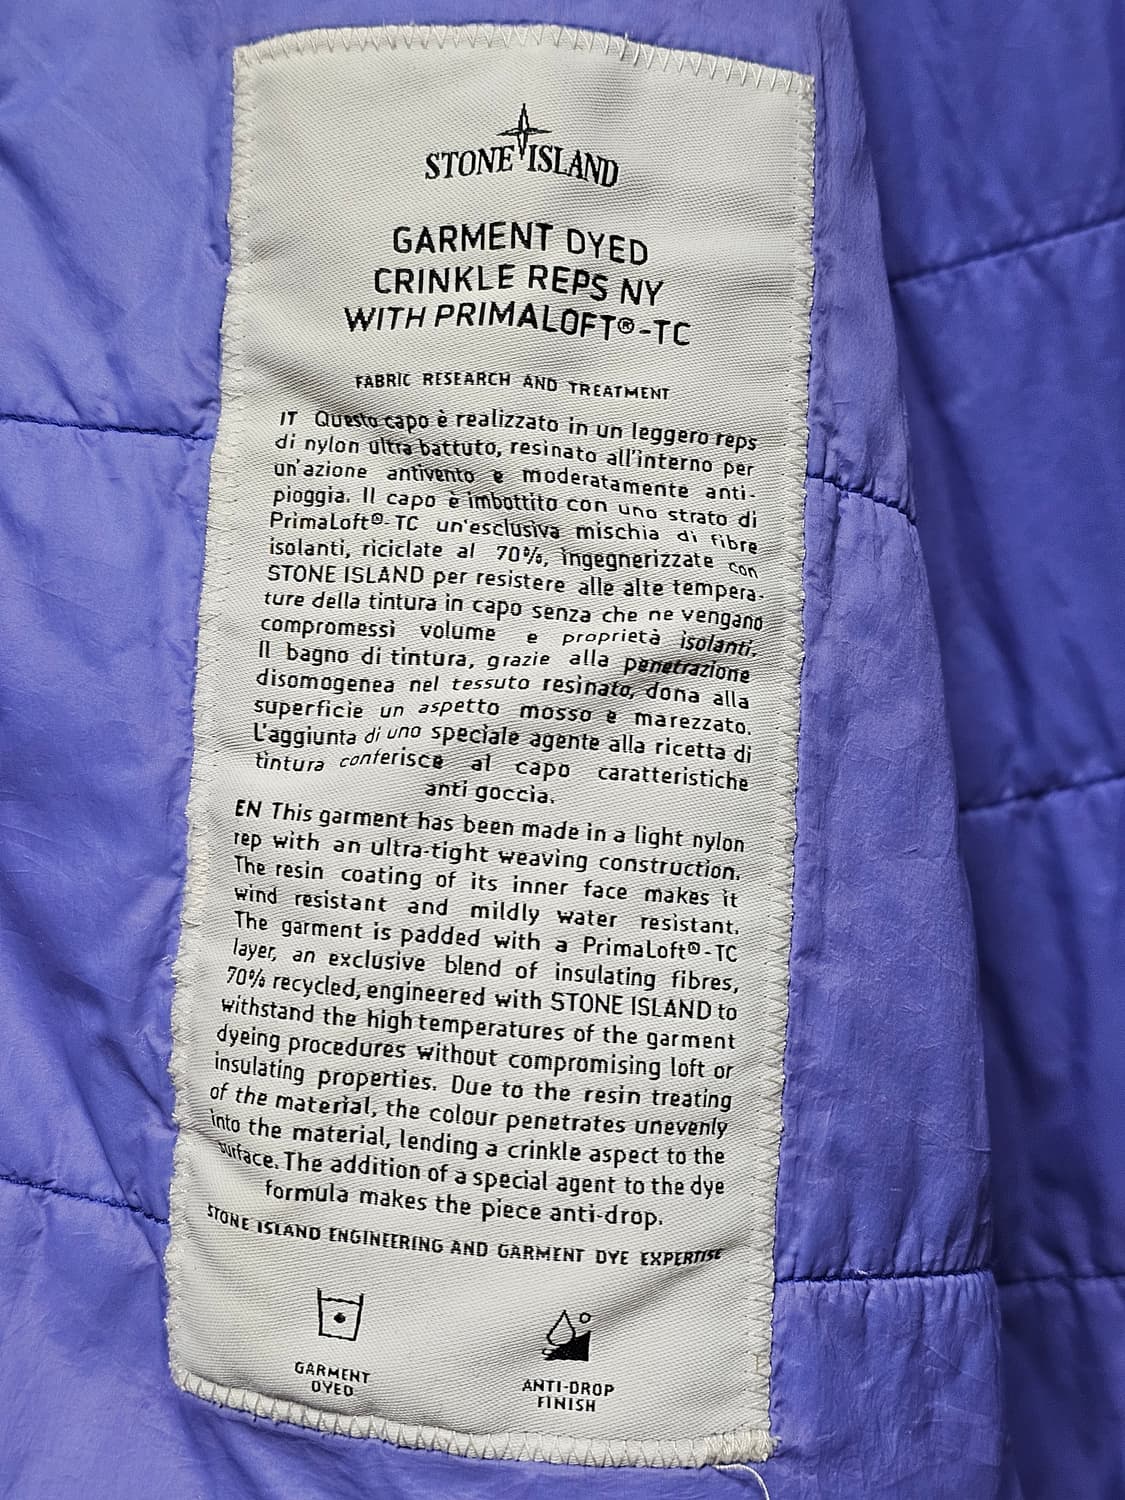 STONE ISLAND
GARMENT DYED
CRINKLE REPS NY
WITH PRIMALOFT®-TC
FABRIC RESEARCH AND TREATMENT
IT Questo capo è realizzato in un leggero reps
di nylon ultra battuto, resinato all'interno per
un'azione antivento e moderatamente anti-
pioggia. Il capo è imbottito con uno strato di
PrimaLoft®-TC un'esclusiva mischia di fibre
isolanti, riciclate al 70%, ingegnerizzate con
STONE ISLAND per resistere alle alte tempera-
ture della tintura in capo senza che ne vengano
compromessi volume e proprietà isolanti.
Il bagno di tintura, grazie alla penetrazione
disomogenea nel tessuto resinato, dona alla
superficie un aspetto mosso e marezzato.
L'aggiunta di uno speciale agente alla ricetta di
tintura conferisce al capo caratteristiche
anti goccia.
EN This garment has been made in a light nylon
rep with an ultra-tight weaving construction.
The resin coating of its inner face makes it
wind resistant and mildly water resistant.
The garment is padded with a PrimaLoft®-TC
layer, an exclusive blend of insulating fibres,
70% recycled, engineered with STONE ISLAND to
withstand the high temperatures of the garment
dyeing procedures without compromising loft or
insulating properties. Due to the resin treating
of the material, the colour penetrates unevenly
into the material, lending a crinkle aspect to the
surface. The addition of a special agent to the dye
formula makes the piece anti-drop.
STONE ISLAND ENGINEERING AND GARMENT DYE EXPERTISE
GARMENT
DYED
ANTI-DROP
FINISH